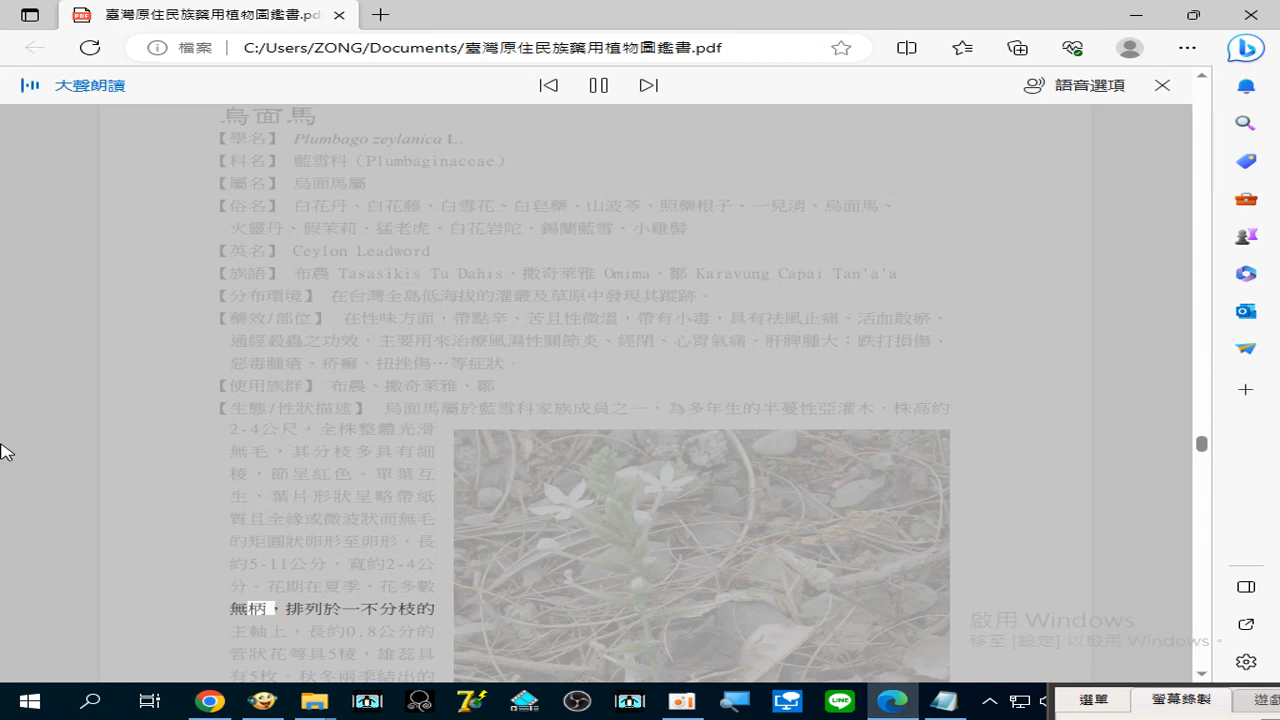 臺灣原住民族藥用植物圖鑑書.pd
檔案
C:/Users/ZONG/Documents/臺灣原住民族藥用植物圖鑑書.pdf
大聲朗讀
語音選項
烏面馬
【學名】 Plumbago zeylanica L.
【科名】 藍雪科（Plumbaginaceae）
【屬名】 烏面馬屬
【俗名】 白花丹、白花藤、白雪花、白皂藥、山波苓、照藥根子、一見消、烏面馬、
火靈丹、假茉莉、猛老虎、白花岩陀、錫蘭藍雪、小雞髻
【英名】 Ceylon Leadword
【族語】 布農 Tasasikis Tu Dahis、撒奇萊雅 Omima、鄒 Karavung Capai Tan'a'a
【分布環境】 在台灣全島低海拔的灌叢及草原中發現其蹤跡。
【藥效/部位】 在性味方面，帶點辛、苦且性微溫，帶有小毒，具有祛風止痛、活血散瘀、
通經殺蟲之功效，主要用來治療風濕性關節炎、經閉、心胃氣痛、肝脾腫大；跌打損傷、
惡毒腫瘡、疥癬、扭挫傷…等症狀。
【使用族群】 布農、撒奇萊雅、鄒
【生態/性狀描述】 烏面馬屬於藍雪科家族成員之一，為多年生的半蔓性亞灌木，株高約
2-4公尺，全株整體光滑
無毛，其分枝多具有細
稜，節呈紅色。單葉互
生，葉片形狀呈略帶紙
質且全緣或微波狀而無毛
的矩圓狀卵形至卵形，長
約5-11公分，寬約2-4公
分。花期在夏季，花多數
無柄，排列於一不分枝的
主軸上，長約0.8公分的
管狀花萼具5稜，雄蕊具
有5枚。秋冬兩季結出的
啟用 Windows
移至 [設定] 以啟用 Windows。
選單
螢幕錄製
遊戲